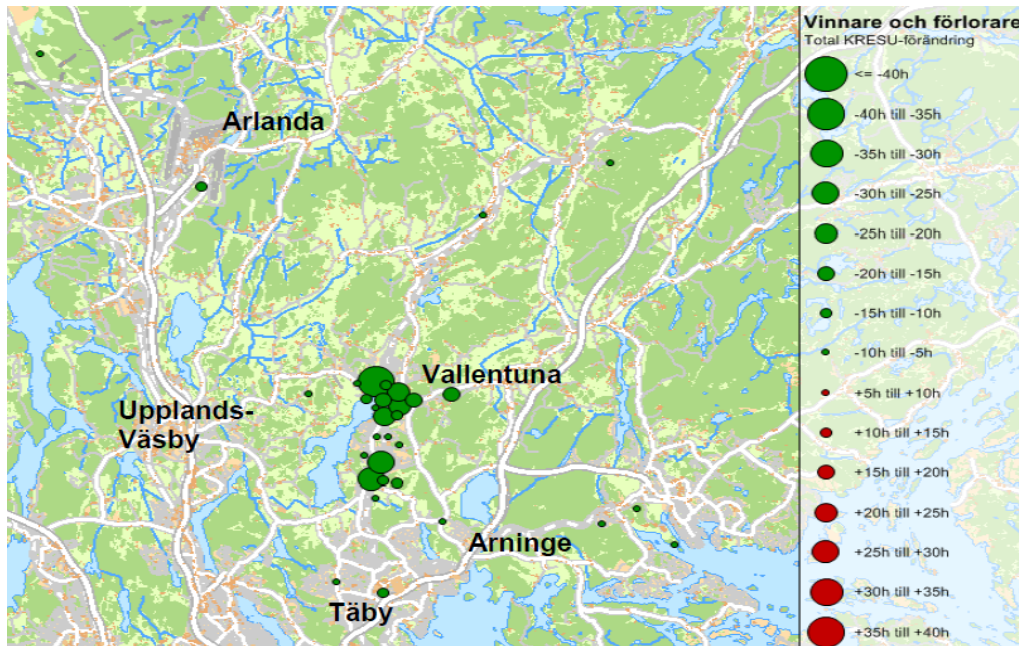 Vinnare och förlorare
Total KRESU-förändring
<= -40h
-40h till -35h
-35h till -30h
-30h till -25h
-25h till -20h
-20h till -15h
-15h till -10h
-10h till -5h
+5h till +10h
+10h till +15h
+15h till +20h
+20h till +25h
+25h till +30h
+30h till +35h
+35h till +40h
Arlanda
Vallentuna
Upplands-
Väsby
Arninge
Täby